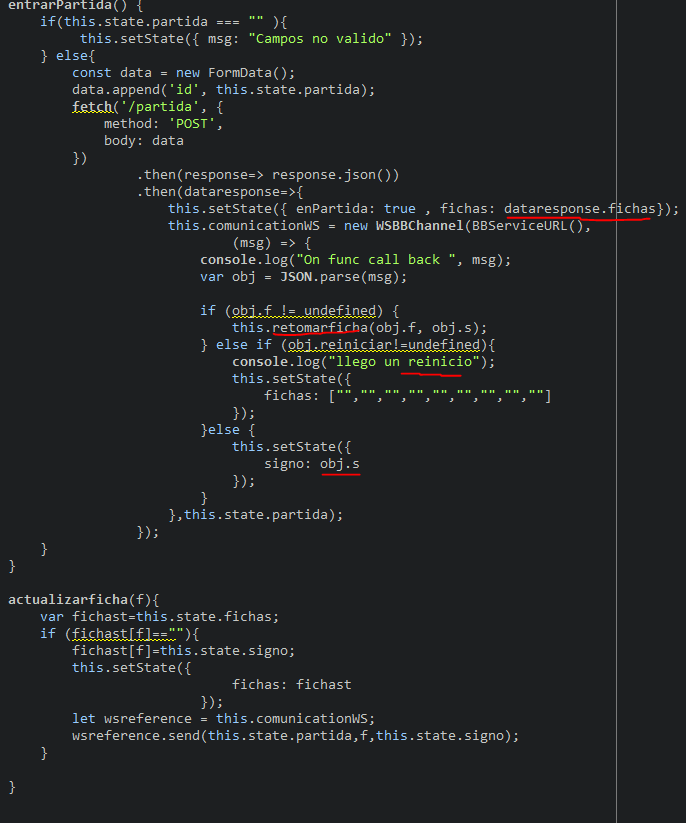 entrarPartida() {
    if(this.state.partida === "" ){
         this.setState({ msg: "Campos no valido" });
    } else{
        const data = new FormData();
        data.append('id', this.state.partida);
        fetch('/partida', {
            method: 'POST',
            body: data
        })
                .then(response=> response.json())
                .then(dataresponse=>{
                    this.setState({ enPartida: true , fichas: dataresponse.fichas});
                    this.comunicationWS = new WSBBChannel(BBServiceURL(),
                            (msg) => {
                        console.log("On func call back ", msg);
                        var obj = JSON.parse(msg);

                        if (obj.f != undefined) {
                            this.retomarficha(obj.f, obj.s);
                        } else if (obj.reiniciar!=undefined){
                            console.log("llego un reinicio");
                            this.setState({
                                fichas: ["","","","","","","","",""]
                            });
                        }else {
                            this.setState({
                                signo: obj.s
                            });
                        }
                    },this.state.partida);
                });
    }
}

actualizarficha(f){
    var fichast=this.state.fichas;
    if (fichast[f]==""){
        fichast[f]=this.state.signo;
        this.setState({
                            fichas: fichast
                        });
        let wsreference = this.comunicationWS;
        wsreference.send(this.state.partida,f,this.state.signo);
    }

}